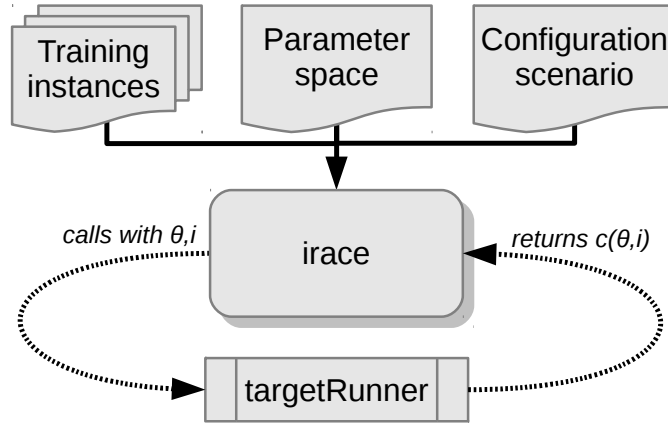 Training
instances
Parameter
space
Configuration
scenario
calls with θ,i
irace
returns c(θ,i)
targetRunner